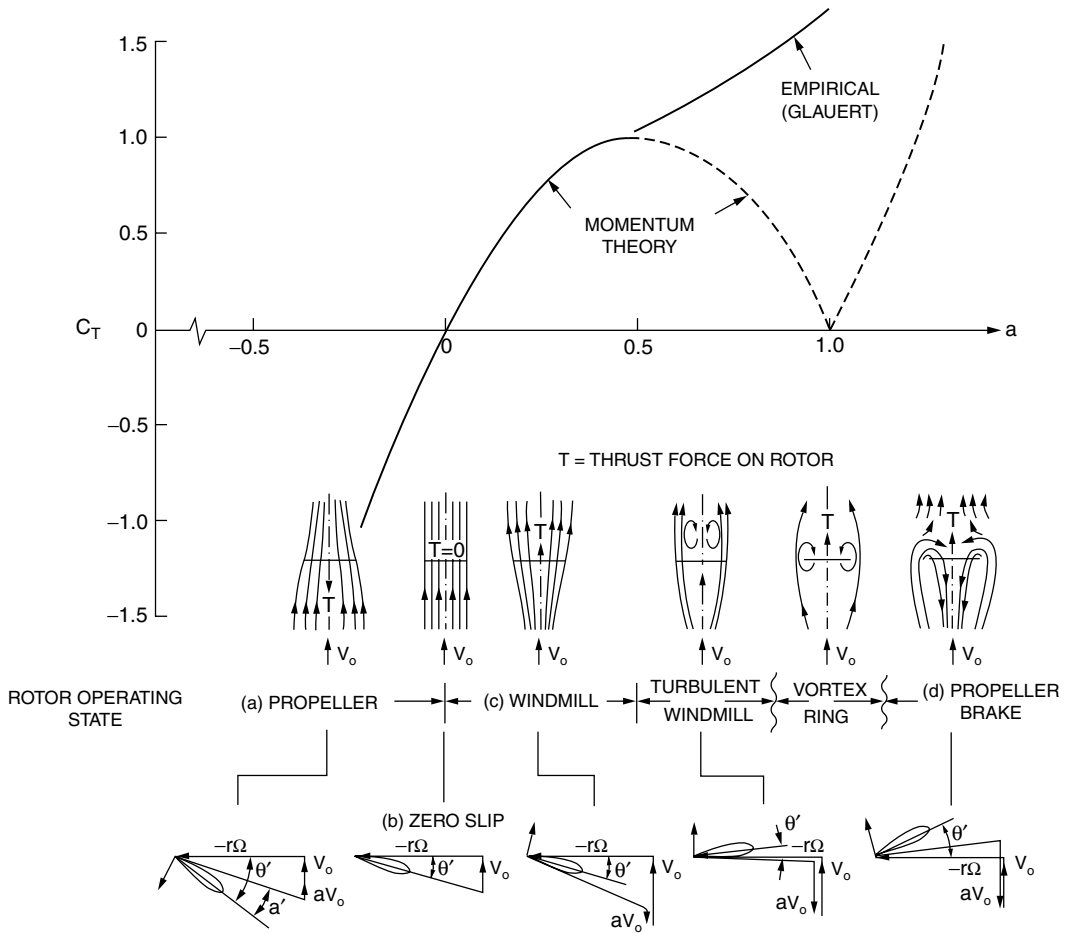 1.5
1.0
0.5
C_T
0
−0.5
−1.0
−1.5
−0.5
0
0.5
1.0
a
EMPIRICAL
(GLAUERT)
MOMENTUM
THEORY
T = THRUST FORCE ON ROTOR
T
T=0
T
T
T
V_o
V_o
V_o
V_o
V_o
V_o
ROTOR OPERATING
STATE
(a) PROPELLER
(c) WINDMILL
TURBULENT
WINDMILL
VORTEX
RING
(d) PROPELLER
BRAKE
(b) ZERO SLIP
−rΩ
θ'
a'
V_o
aV_o
−rΩ
θ'
V_o
−rΩ
θ'
V_o
aV_o
θ'
−rΩ
V_o
aV_o
θ'
−rΩ
V_o
aV_o